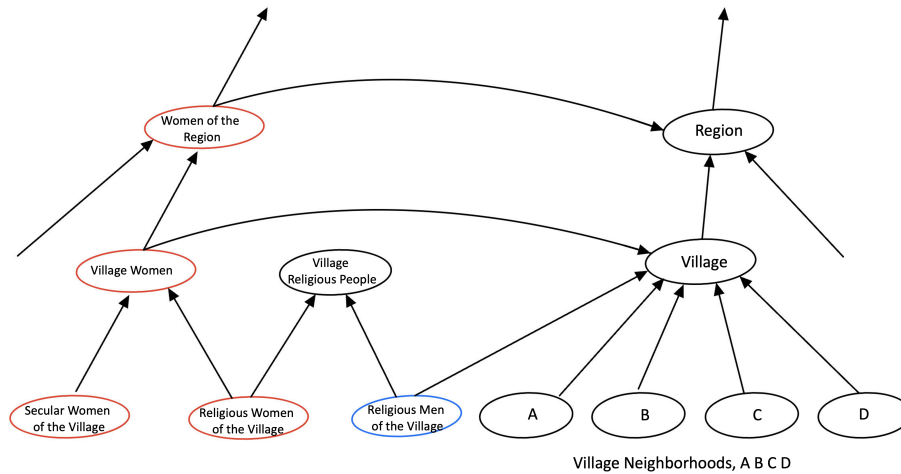 Women of the
Region
Region
Village Women
Village
Religious People
Village
Secular Women
of the Village
Religious Women
of the Village
Religious Men
of the Village
A
B
C
D
Village Neighborhoods, A B C D